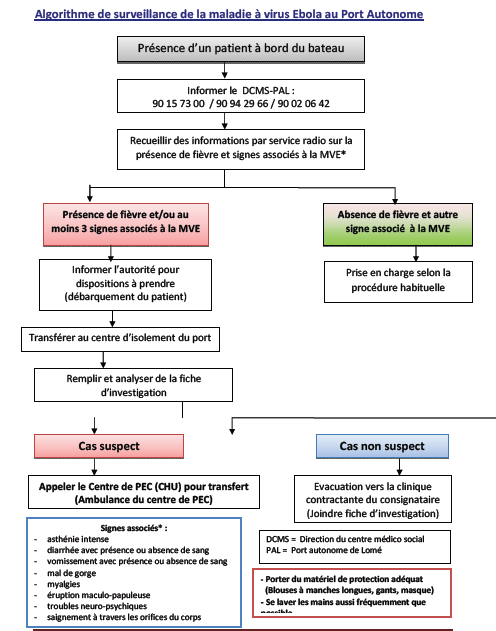 Algorithme de surveillance de la maladie à virus Ebola au Port Autonome
Présence d'un patient à bord du bateau
Informer le DCMS-PAL :
90 15 73 00 / 90 94 29 66 / 90 02 06 42
Recueillir des informations par service radio sur la
présence de fièvre et signes associés à la MVE*
Présence de fièvre et/ou au
moins 3 signes associés à la MVE
Absence de fièvre et autre
signe associé à la MVE
Informer l'autorité pour
dispositions à prendre
(débarquement du patient)
Prise en charge selon la
procédure habituelle
Transférer au centre d'isolement du port
Remplir et analyser de la fiche
d'investigation
Cas suspect
Cas non suspect
Appeler le Centre de PEC (CHU) pour transfert
(Ambulance du centre de PEC)
Evacuation vers la clinique
contractante du consignataire
(Joindre fiche d'investigation)
Signes associés* :
- asthénie intense
- diarrhée avec présence ou absence de sang
- vomissement avec présence ou absence de sang
- mal de gorge
- myalgies
- éruption maculo-papuleuse
- troubles neuro-psychiques
- saignement à travers les orifices du corps
DCMS = Direction du centre médico social
PAL = Port autonome de Lomé
- Porter du matériel de protection adéquat
(Blouses à manches longues, gants, masque)
- Se laver les mains aussi fréquemment que